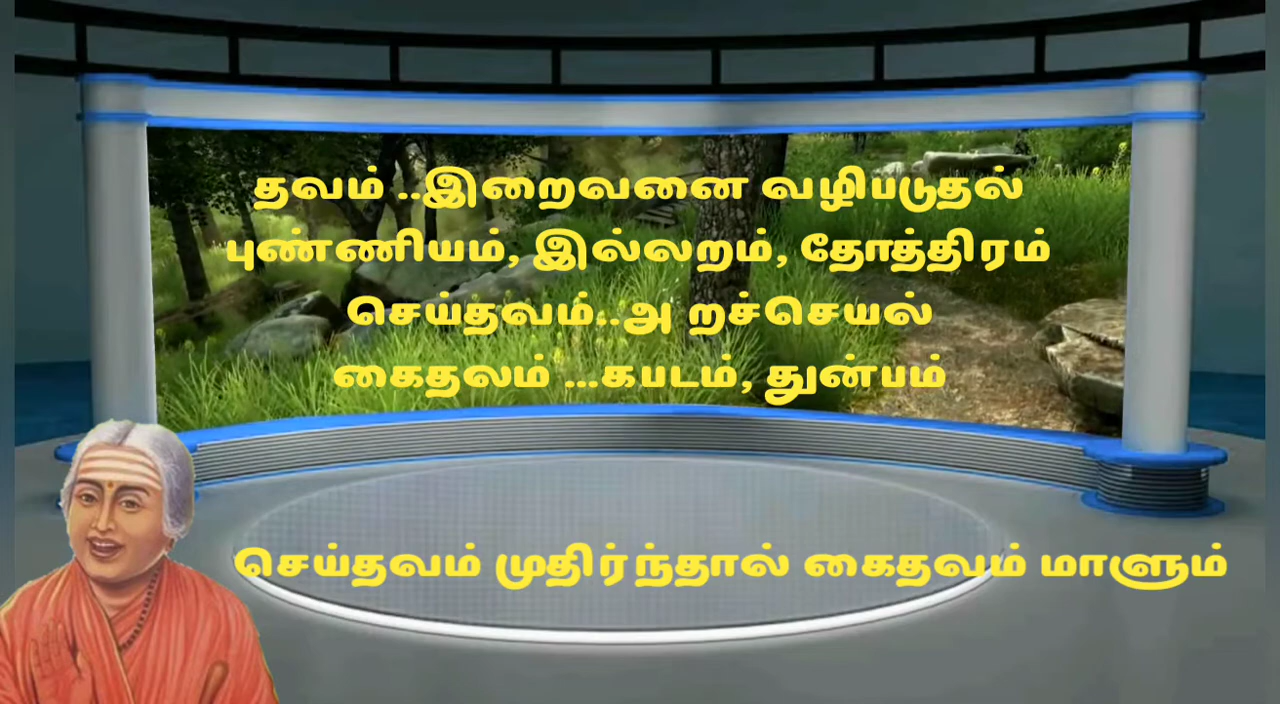 தவம் ..இறைவனை வழிபடுதல்
புண்ணியம், இல்லறம், தோத்திரம்
செய்தவம்..அ றச்செயல்
கைதலம் ...கபடம், துன்பம்
செய்தவம் முதிர்ந்தால் கைதவம் மாளும்